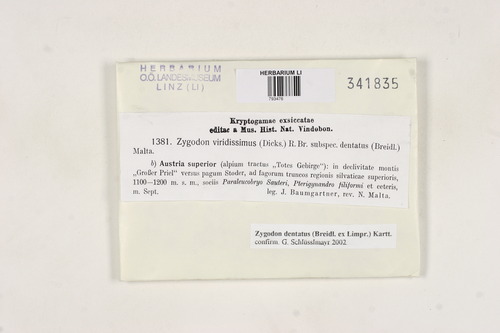 HERBARIUM
O.Ö. LANDESMUSEUM
LINZ (LI)
HERBARIUM LI
793476
341835
Kryptogamae exsiccatae
editae a Mus. Hist. Nat. Vindobon.
1381. Zygodon viridissimus (Dicks.) R. Br. subspec. dentatus (Breidl.)
Malta.
b) Austria superior (alpium tractus „Totes Gebirge“): in declivitate montis
„Großer Priel“ versus pagum Stoder, ad fagorum truncos regionis silvaticae superioris,
1100—1200 m. s. m., sociis Paraleucobryo Sauteri, Pterigynandro filiformi et ceteris,
m. Sept. leg. J. Baumgartner, rev. N. Malta.
Zygodon dentatus (Breidl. ex Limpr.) Kartt.
confirm. G. Schlüsslmayr 2002